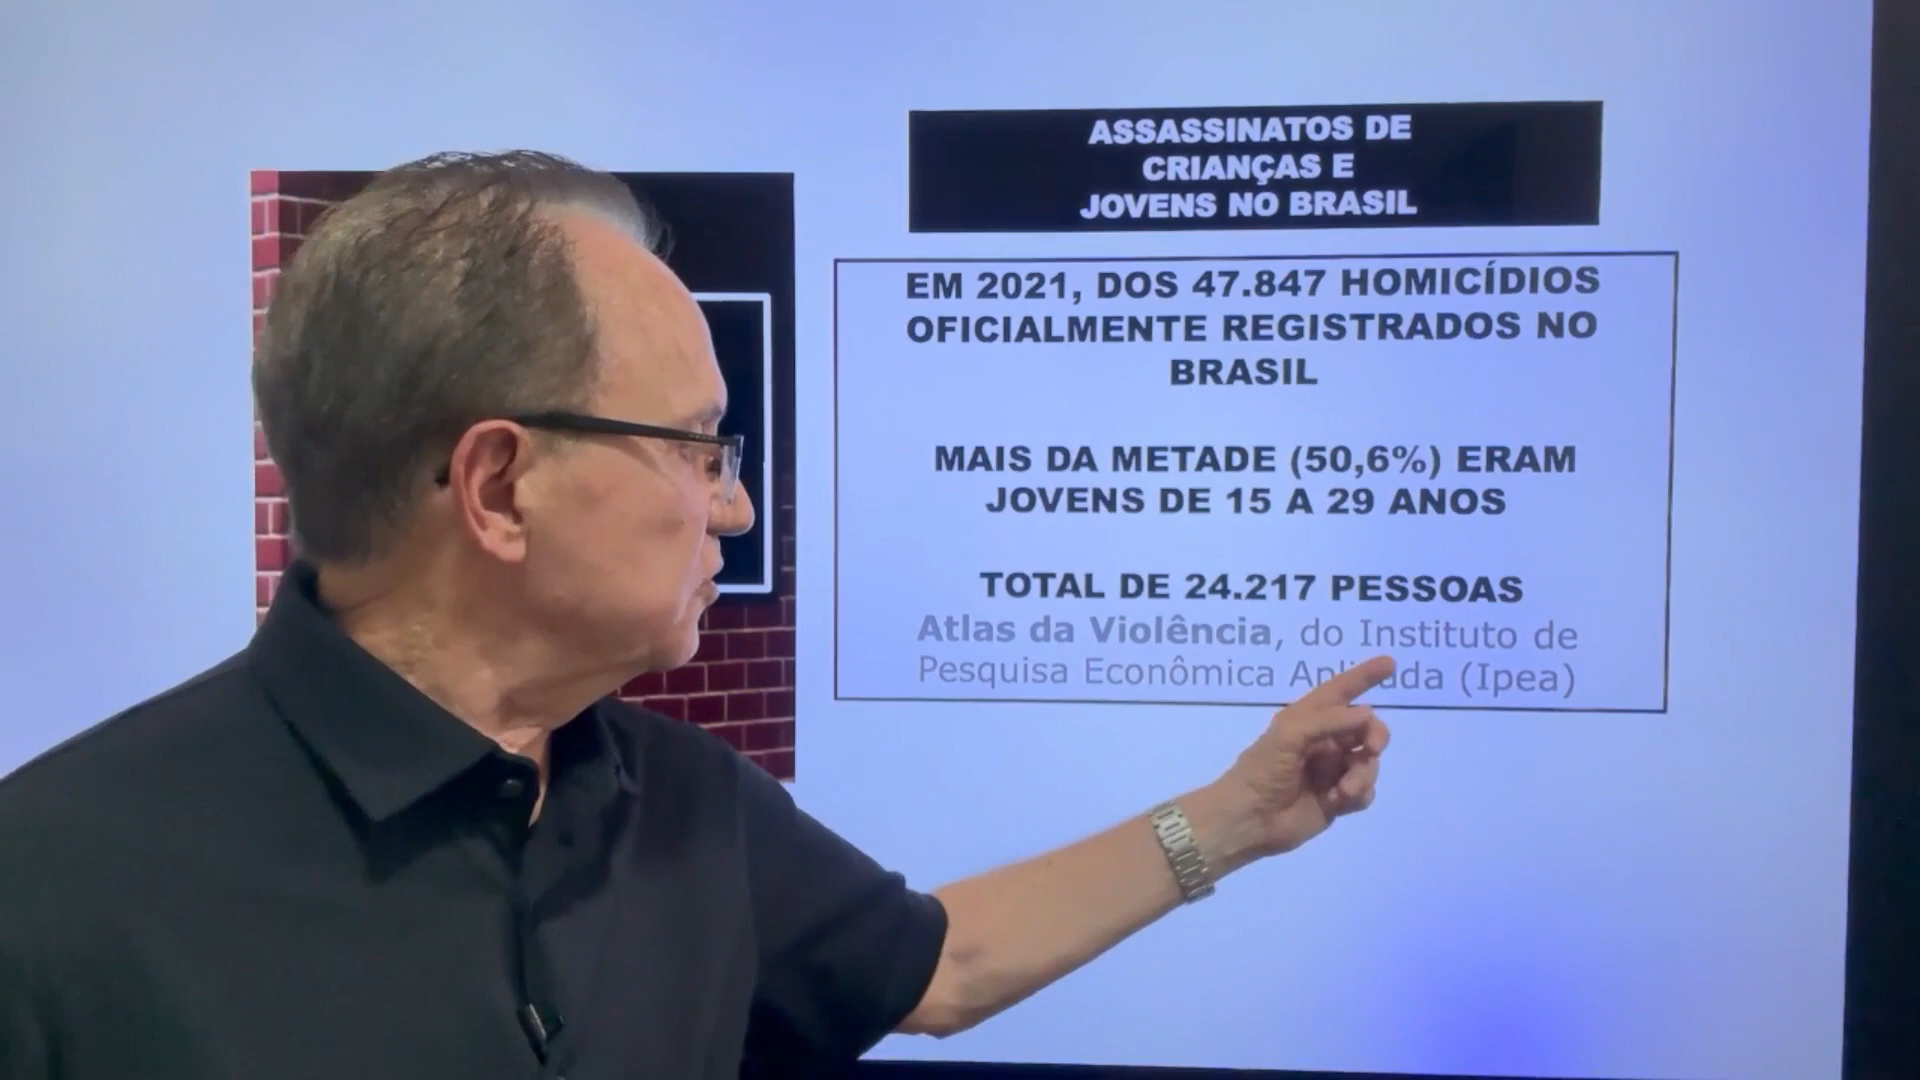 ASSASSINATOS DE
CRIANÇAS E
JOVENS NO BRASIL
EM 2021, DOS 47.847 HOMICÍDIOS
OFICIALMENTE REGISTRADOS NO
BRASIL
MAIS DA METADE (50,6%) ERAM
JOVENS DE 15 A 29 ANOS
TOTAL DE 24.217 PESSOAS
Atlas da Violência, do Instituto de
Pesquisa Econômica Aplicada (Ipea)